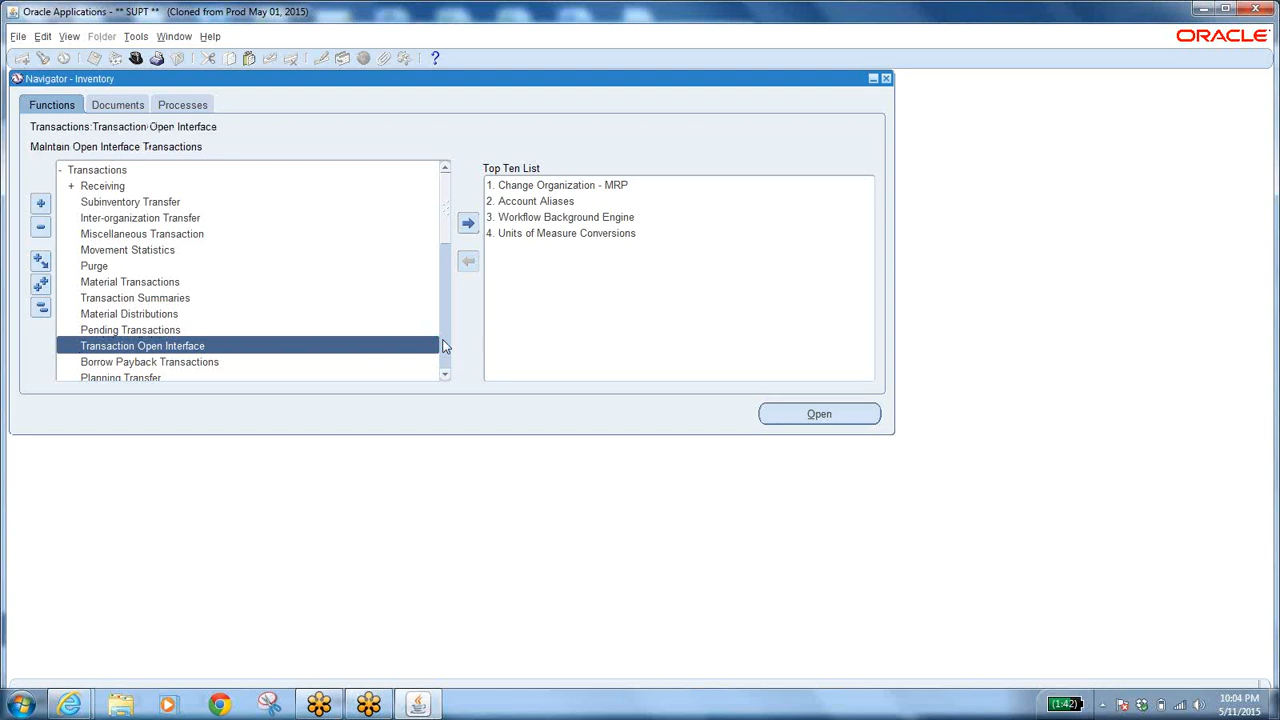 Oracle Applications - ** SUPT ** (Cloned from Prod May 01, 2015)
File Edit View Folder Tools Window Help
ORACLE
?
Navigator - Inventory
Functions Documents Processes
Transactions:Transaction Open Interface
Maintain Open Interface Transactions
- Transactions
+ Receiving
Subinventory Transfer
Inter-organization Transfer
Miscellaneous Transaction
Movement Statistics
Purge
Material Transactions
Transaction Summaries
Material Distributions
Pending Transactions
Transaction Open Interface
Borrow Payback Transactions
Planning Transfer
Top Ten List
1. Change Organization - MRP
2. Account Aliases
3. Workflow Background Engine
4. Units of Measure Conversions
Open
(1:42)
10:04 PM
5/11/2015